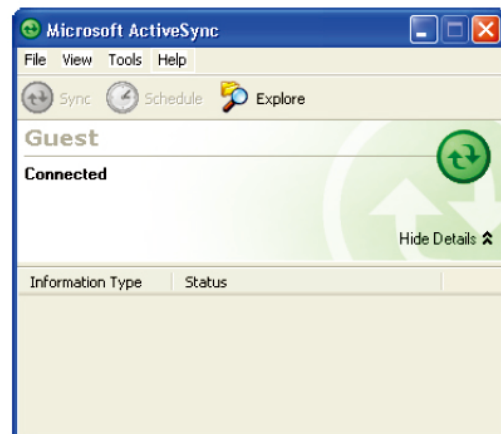 Microsoft ActiveSync
File View Tools Help
Sync Schedule Explore
Guest
Connected
Hide Details
Information Type Status